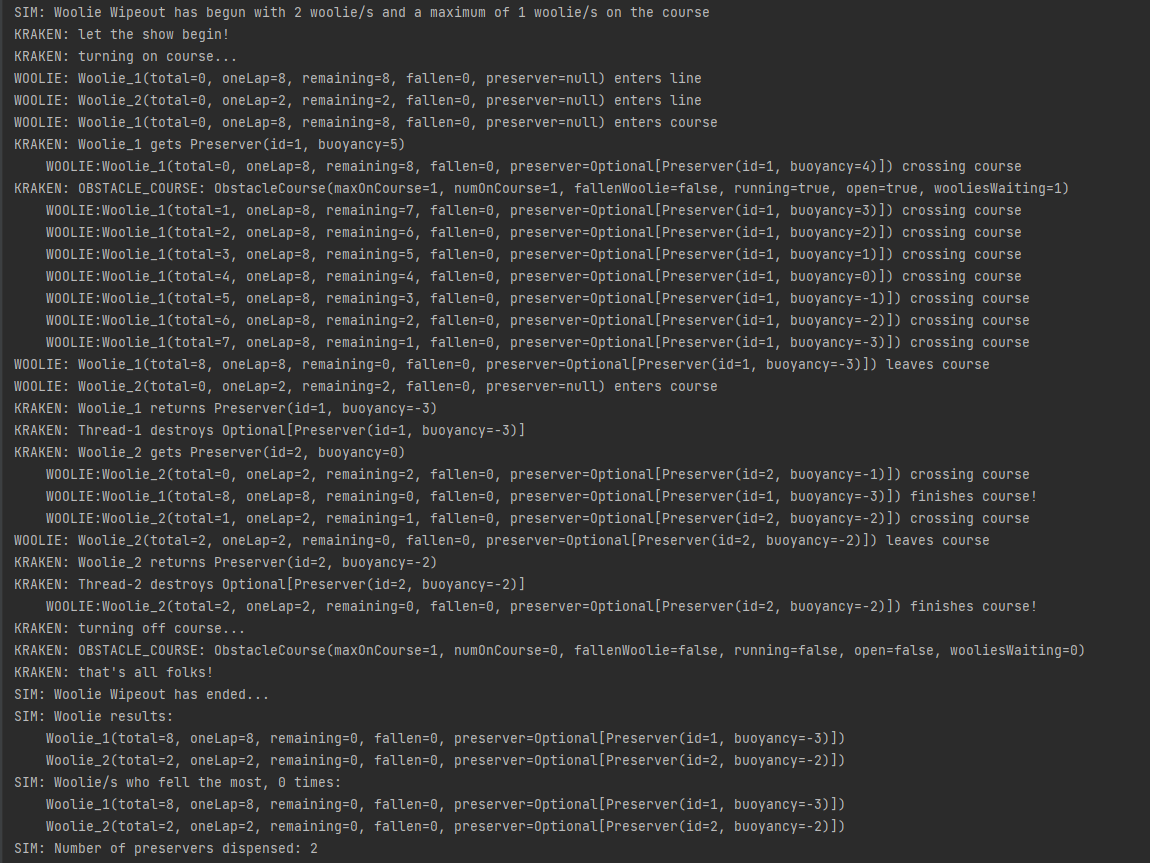 SIM: Woolie Wipeout has begun with 2 woolie/s and a maximum of 1 woolie/s on the course
KRAKEN: let the show begin!
KRAKEN: turning on course...
WOOLIE: Woolie_1(total=0, oneLap=8, remaining=8, fallen=0, preserver=null) enters line
WOOLIE: Woolie_2(total=0, oneLap=2, remaining=2, fallen=0, preserver=null) enters line
WOOLIE: Woolie_1(total=0, oneLap=8, remaining=8, fallen=0, preserver=null) enters course
KRAKEN: Woolie_1 gets Preserver(id=1, buoyancy=5)
    WOOLIE:Woolie_1(total=0, oneLap=8, remaining=8, fallen=0, preserver=Optional[Preserver(id=1, buoyancy=4)]) crossing course
KRAKEN: OBSTACLE_COURSE: ObstacleCourse(maxOnCourse=1, numOnCourse=1, fallenWoolie=false, running=true, open=true, wooliesWaiting=1)
    WOOLIE:Woolie_1(total=1, oneLap=8, remaining=7, fallen=0, preserver=Optional[Preserver(id=1, buoyancy=3)]) crossing course
    WOOLIE:Woolie_1(total=2, oneLap=8, remaining=6, fallen=0, preserver=Optional[Preserver(id=1, buoyancy=2)]) crossing course
    WOOLIE:Woolie_1(total=3, oneLap=8, remaining=5, fallen=0, preserver=Optional[Preserver(id=1, buoyancy=1)]) crossing course
    WOOLIE:Woolie_1(total=4, oneLap=8, remaining=4, fallen=0, preserver=Optional[Preserver(id=1, buoyancy=0)]) crossing course
    WOOLIE:Woolie_1(total=5, oneLap=8, remaining=3, fallen=0, preserver=Optional[Preserver(id=1, buoyancy=-1)]) crossing course
    WOOLIE:Woolie_1(total=6, oneLap=8, remaining=2, fallen=0, preserver=Optional[Preserver(id=1, buoyancy=-2)]) crossing course
    WOOLIE:Woolie_1(total=7, oneLap=8, remaining=1, fallen=0, preserver=Optional[Preserver(id=1, buoyancy=-3)]) crossing course
WOOLIE: Woolie_1(total=8, oneLap=8, remaining=0, fallen=0, preserver=Optional[Preserver(id=1, buoyancy=-3)]) leaves course
WOOLIE: Woolie_2(total=0, oneLap=2, remaining=2, fallen=0, preserver=null) enters course
KRAKEN: Woolie_1 returns Preserver(id=1, buoyancy=-3)
KRAKEN: Thread-1 destroys Optional[Preserver(id=1, buoyancy=-3)]
KRAKEN: Woolie_2 gets Preserver(id=2, buoyancy=0)
    WOOLIE:Woolie_2(total=0, oneLap=2, remaining=2, fallen=0, preserver=Optional[Preserver(id=2, buoyancy=-1)]) crossing course
    WOOLIE:Woolie_1(total=8, oneLap=8, remaining=0, fallen=0, preserver=Optional[Preserver(id=1, buoyancy=-3)]) finishes course!
    WOOLIE:Woolie_2(total=1, oneLap=2, remaining=1, fallen=0, preserver=Optional[Preserver(id=2, buoyancy=-2)]) crossing course
WOOLIE: Woolie_2(total=2, oneLap=2, remaining=0, fallen=0, preserver=Optional[Preserver(id=2, buoyancy=-2)]) leaves course
KRAKEN: Woolie_2 returns Preserver(id=2, buoyancy=-2)
KRAKEN: Thread-2 destroys Optional[Preserver(id=2, buoyancy=-2)]
    WOOLIE:Woolie_2(total=2, oneLap=2, remaining=0, fallen=0, preserver=Optional[Preserver(id=2, buoyancy=-2)]) finishes course!
KRAKEN: turning off course...
KRAKEN: OBSTACLE_COURSE: ObstacleCourse(maxOnCourse=1, numOnCourse=0, fallenWoolie=false, running=false, open=false, wooliesWaiting=0)
KRAKEN: that's all folks!
SIM: Woolie Wipeout has ended...
SIM: Woolie results:
    Woolie_1(total=8, oneLap=8, remaining=0, fallen=0, preserver=Optional[Preserver(id=1, buoyancy=-3)])
    Woolie_2(total=2, oneLap=2, remaining=0, fallen=0, preserver=Optional[Preserver(id=2, buoyancy=-2)])
SIM: Woolie/s who fell the most, 0 times:
    Woolie_1(total=8, oneLap=8, remaining=0, fallen=0, preserver=Optional[Preserver(id=1, buoyancy=-3)])
    Woolie_2(total=2, oneLap=2, remaining=0, fallen=0, preserver=Optional[Preserver(id=2, buoyancy=-2)])
SIM: Number of preservers dispensed: 2